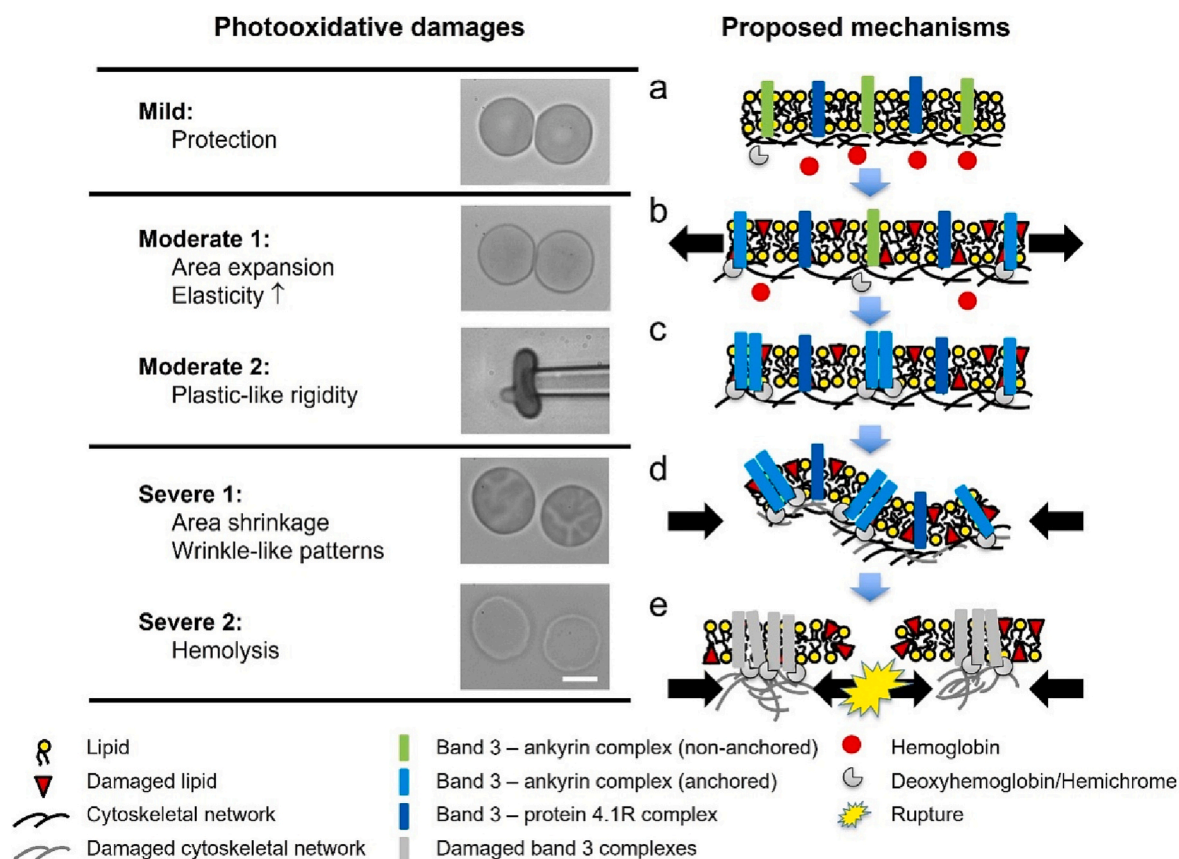 Photooxidative damages
Proposed mechanisms
Mild:
Protection
a
Moderate 1:
Area expansion
Elasticity ↑
b
Moderate 2:
Plastic-like rigidity
c
Severe 1:
Area shrinkage
Wrinkle-like patterns
d
Severe 2:
Hemolysis
e
Lipid
Damaged lipid
Cytoskeletal network
Damaged cytoskeletal network
Band 3 – ankyrin complex (non-anchored)
Band 3 – ankyrin complex (anchored)
Band 3 – protein 4.1R complex
Damaged band 3 complexes
Hemoglobin
Deoxyhemoglobin/Hemichrome
Rupture